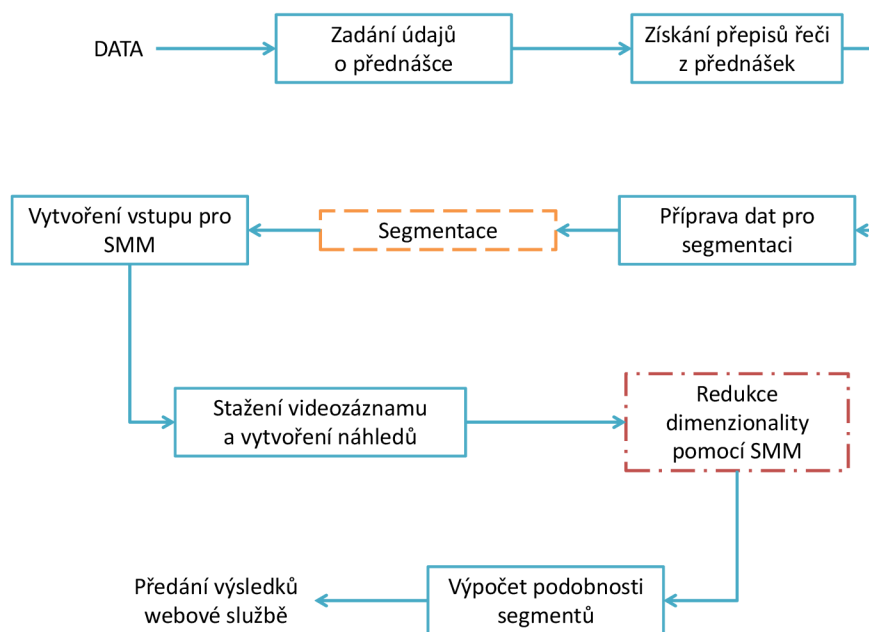 DATA
Zadání údajů
o přednášce
Získání přepisů řeči
z přednášek
Vytvoření vstupu pro
SMM
Segmentace
Příprava dat pro
segmentaci
Stažení videozáznamu
a vytvoření náhledů
Redukce
dimenzionality
pomocí SMM
Předání výsledků
webové službě
Výpočet podobnosti
segmentů